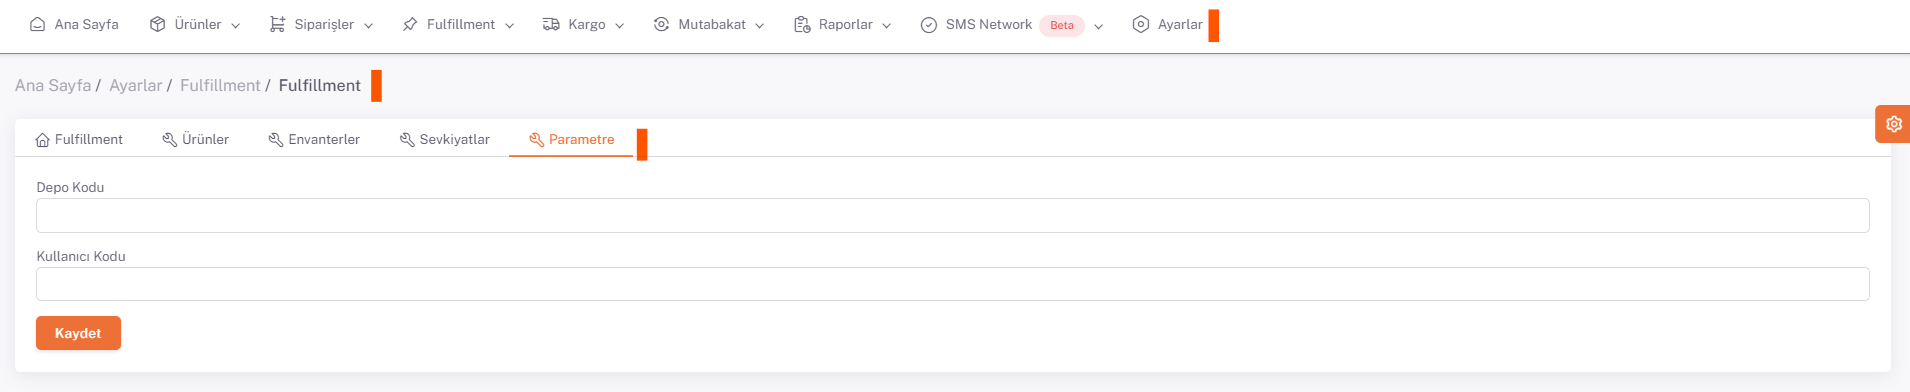 Ana Sayfa Ürünler Siparişler Fulfillment Kargo Mutabakat Raporlar SMS Network Beta Ayarlar
Ana Sayfa / Ayarlar / Fulfillment / Fulfillment
Fulfillment Ürünler Envanterler Sevkiyatlar Parametre
Depo Kodu
Kullanıcı Kodu
Kaydet